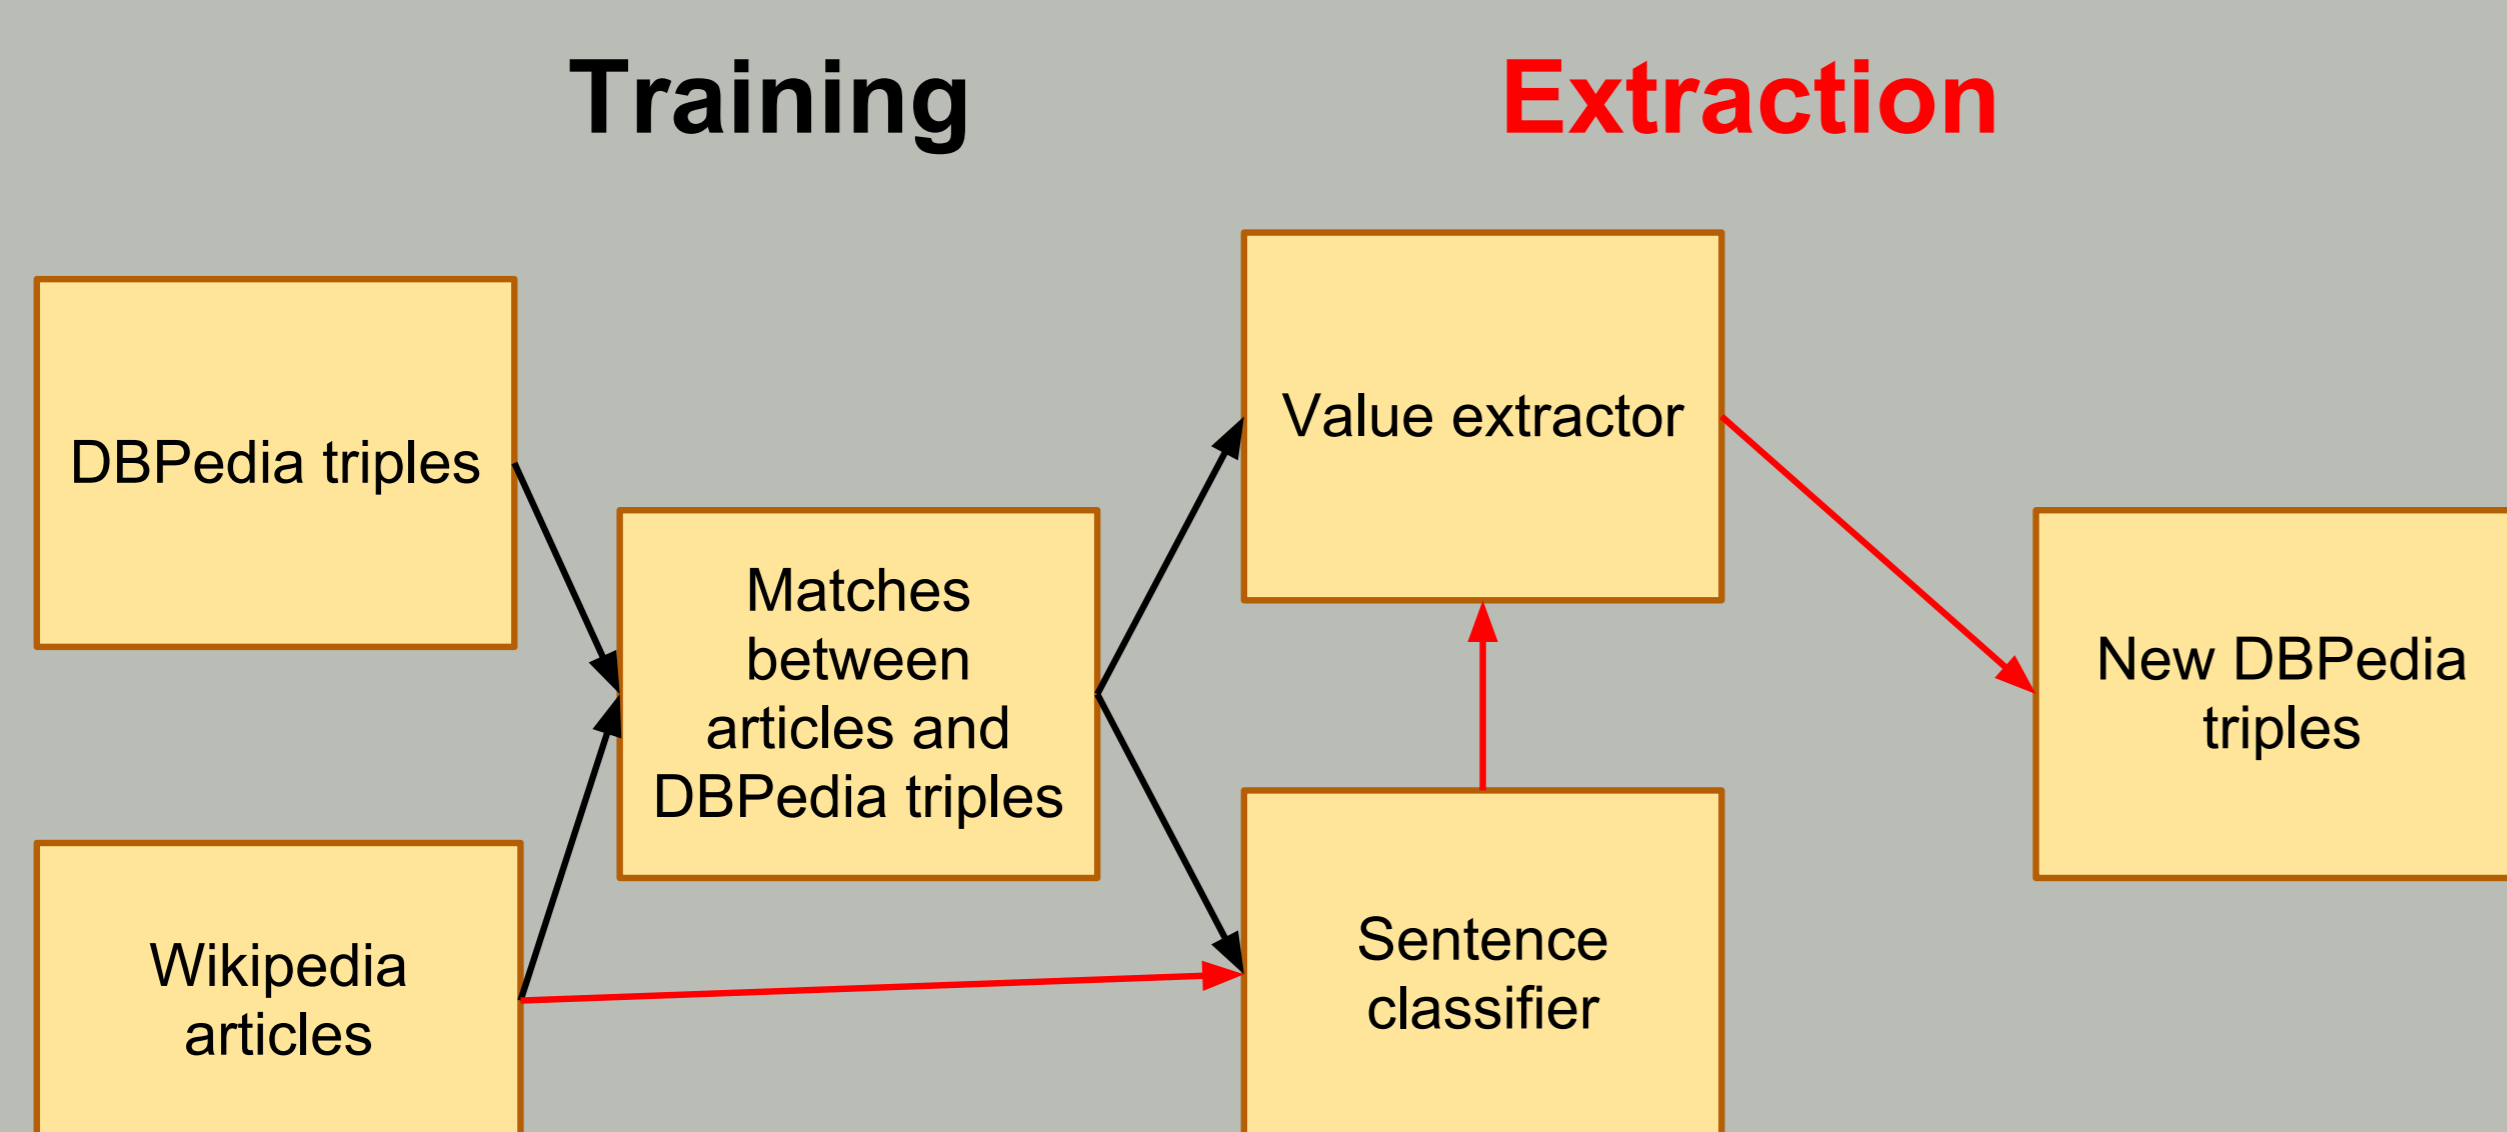 Training
Extraction
DBPedia triples
Wikipedia
articles
Matches
between
articles and
DBPedia triples
Value extractor
Sentence
classifier
New DBPedia
triples